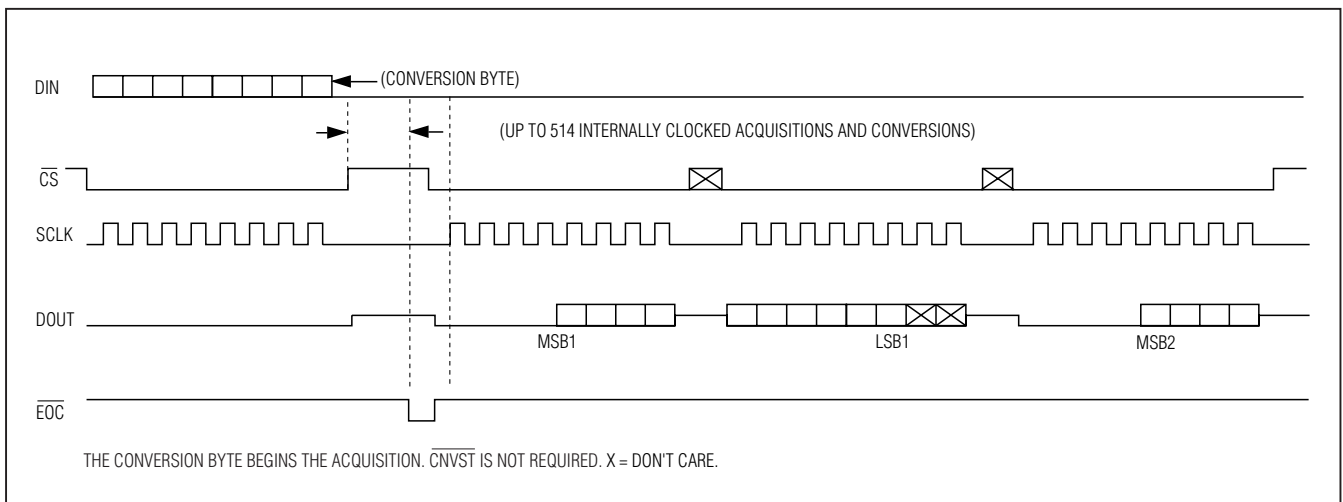 DIN
(CONVERSION BYTE)
(UP TO 514 INTERNALLY CLOCKED ACQUISITIONS AND CONVERSIONS)
CS
SCLK
DOUT
MSB1
LSB1
MSB2
EOC
THE CONVERSION BYTE BEGINS THE ACQUISITION. CNVST IS NOT REQUIRED. X = DON'T CARE.